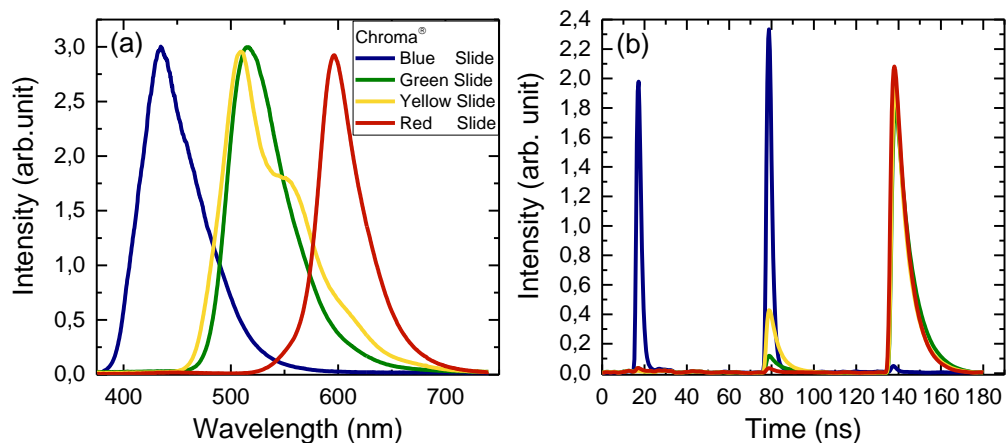 (a)
Chroma®
Blue Slide
Green Slide
Yellow Slide
Red Slide
3,0
2,5
2,0
1,5
1,0
0,5
0,0
Intensity (arb.unit)
400 500 600 700
Wavelength (nm)
(b)
2,4
2,2
2,0
1,8
1,6
1,4
1,2
1,0
0,8
0,6
0,4
0,2
0,0
Intensity (arb. unit)
0 20 40 60 80 100 120 140 160 180
Time (ns)